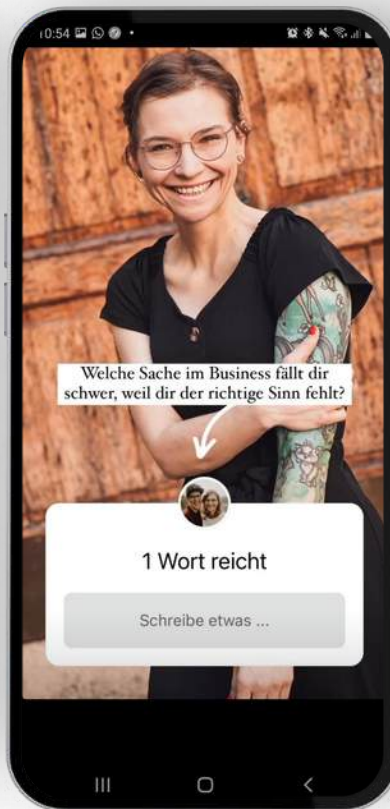 10:54
Welche Sache im Business fällt dir
schwer, weil dir der richtige Sinn fehlt?
1 Wort reicht
Schreibe etwas ...